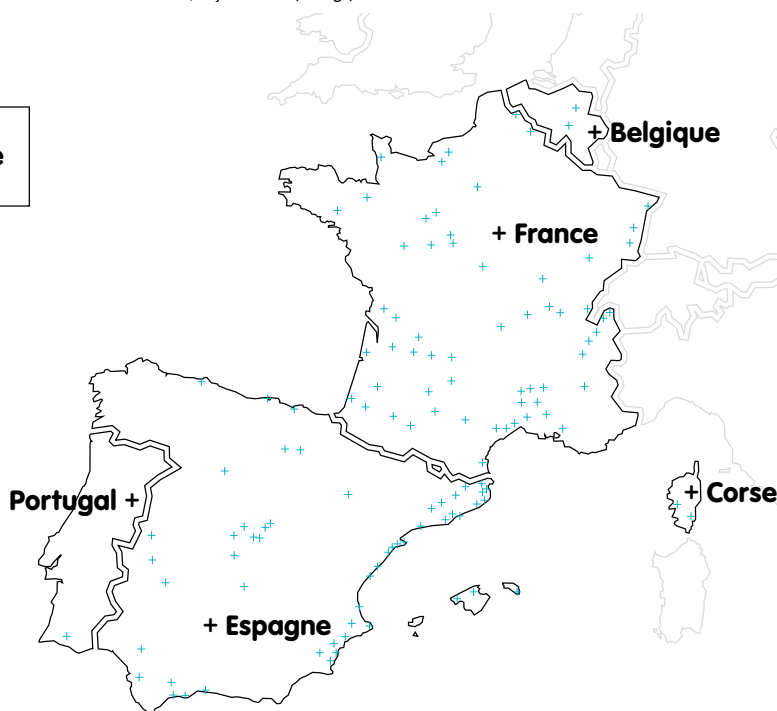 + Belgique
+ France
Portugal +
+ Corse
+ Espagne